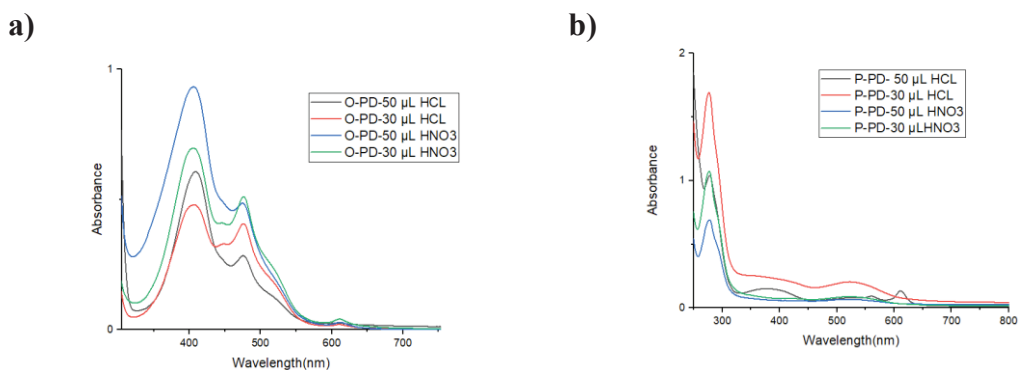 a)
1
Absorbance
0
400
500
600
700
Wavelength(nm)
O-PD-50 µL HCL
O-PD-30 µL HCL
O-PD-50 µL HNO3
O-PD-30 µL HNO3
b)
2
1
Absorbance
0
300
400
500
600
700
800
Wavelength(nm)
P-PD- 50 µL HCL
P-PD-30 µL HCL
P-PD-50 µL HNO3
P-PD-30 µLHNO3